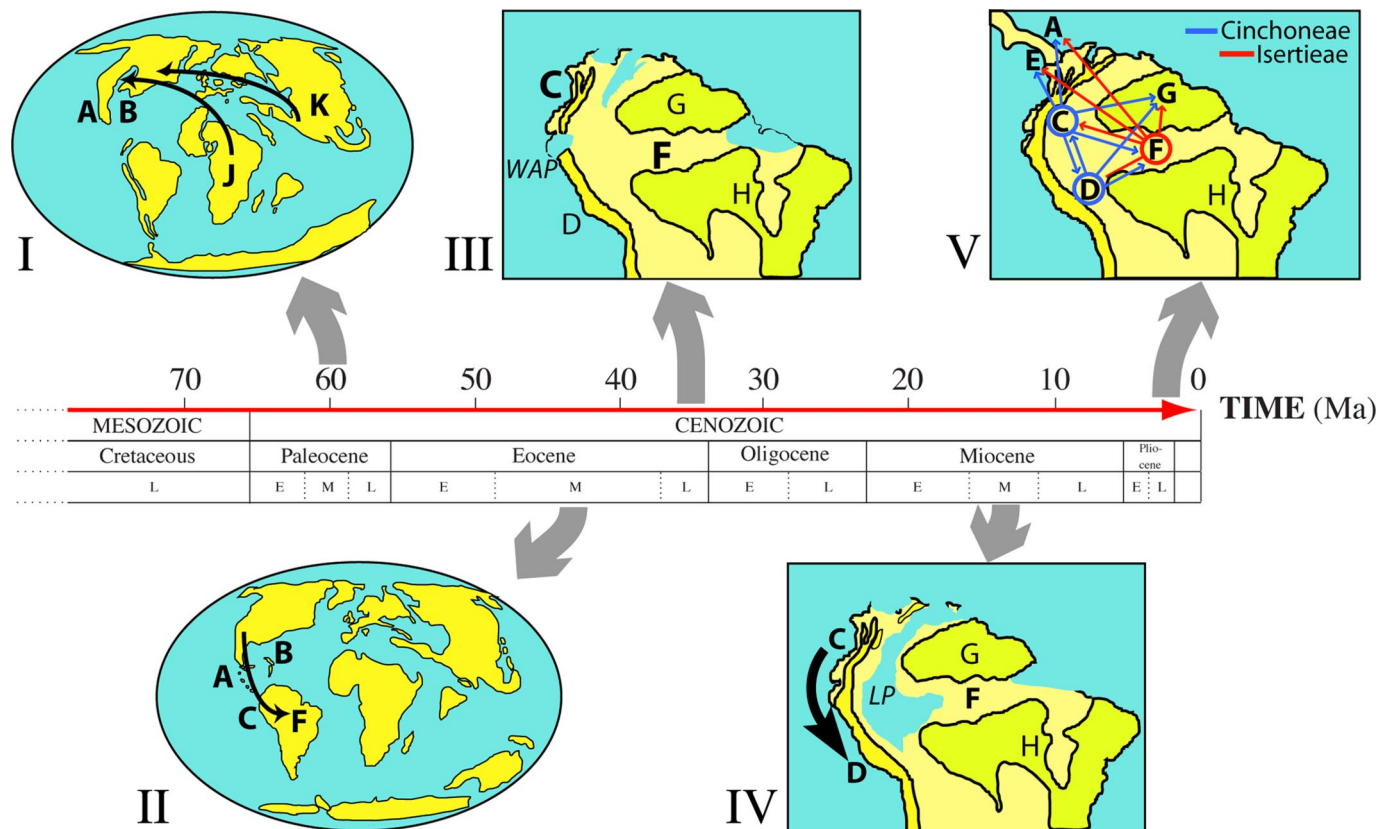 A B
K
J
I
C
G
WAP
F
D
H
III
A
E
G
C
F
D
H
V
Cinchoneae
Isertieae
70 60 50 40 30 20 10 0
TIME (Ma)
MESOZOIC CENOZOIC
Cretaceous Paleocene Eocene Oligocene Miocene Plio-
cene
L E M L E M L E L E M L E L
B
A
C F
II
C
G
LP F
H
D
IV